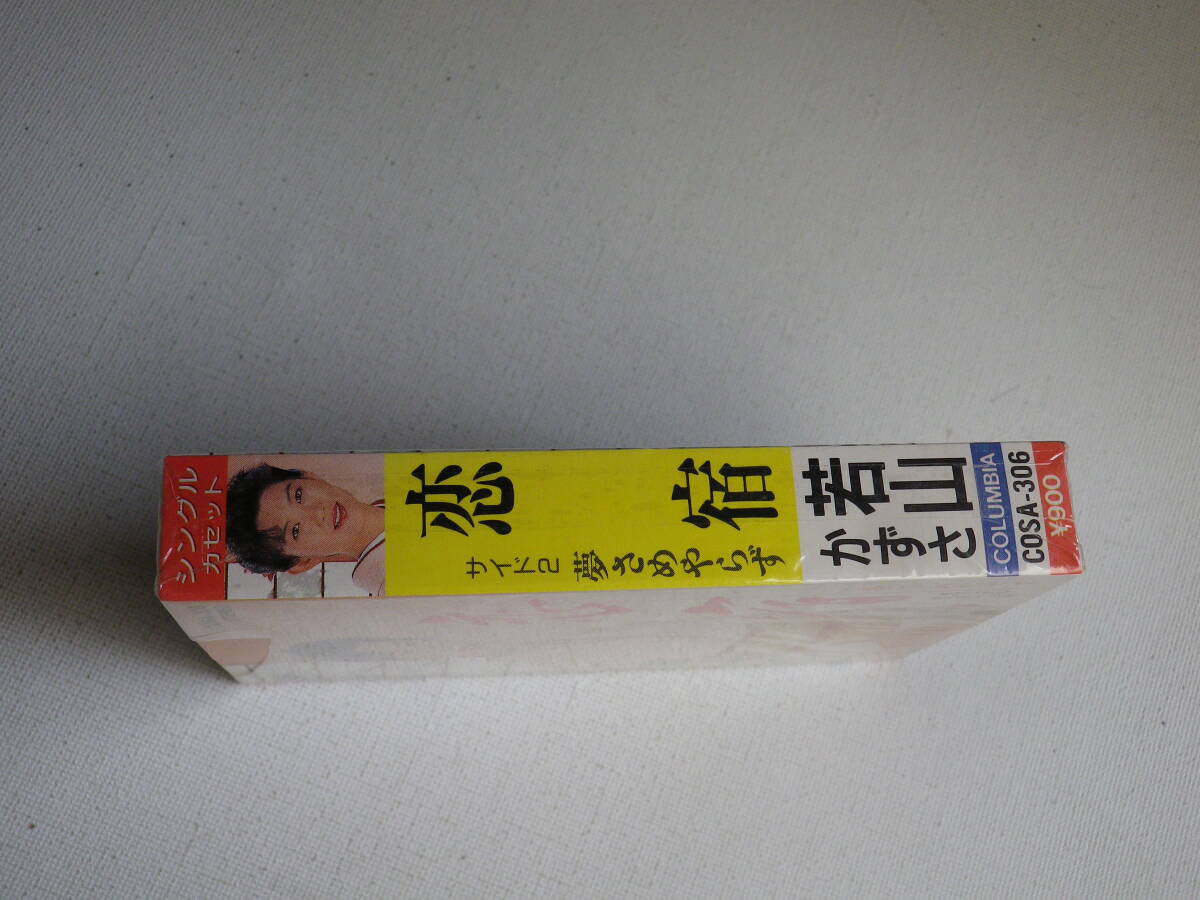 シングル
カセット
恋宿
サイド2 夢さめやらず
若山
かずさ
COLUMBIA
COSA-306
¥900